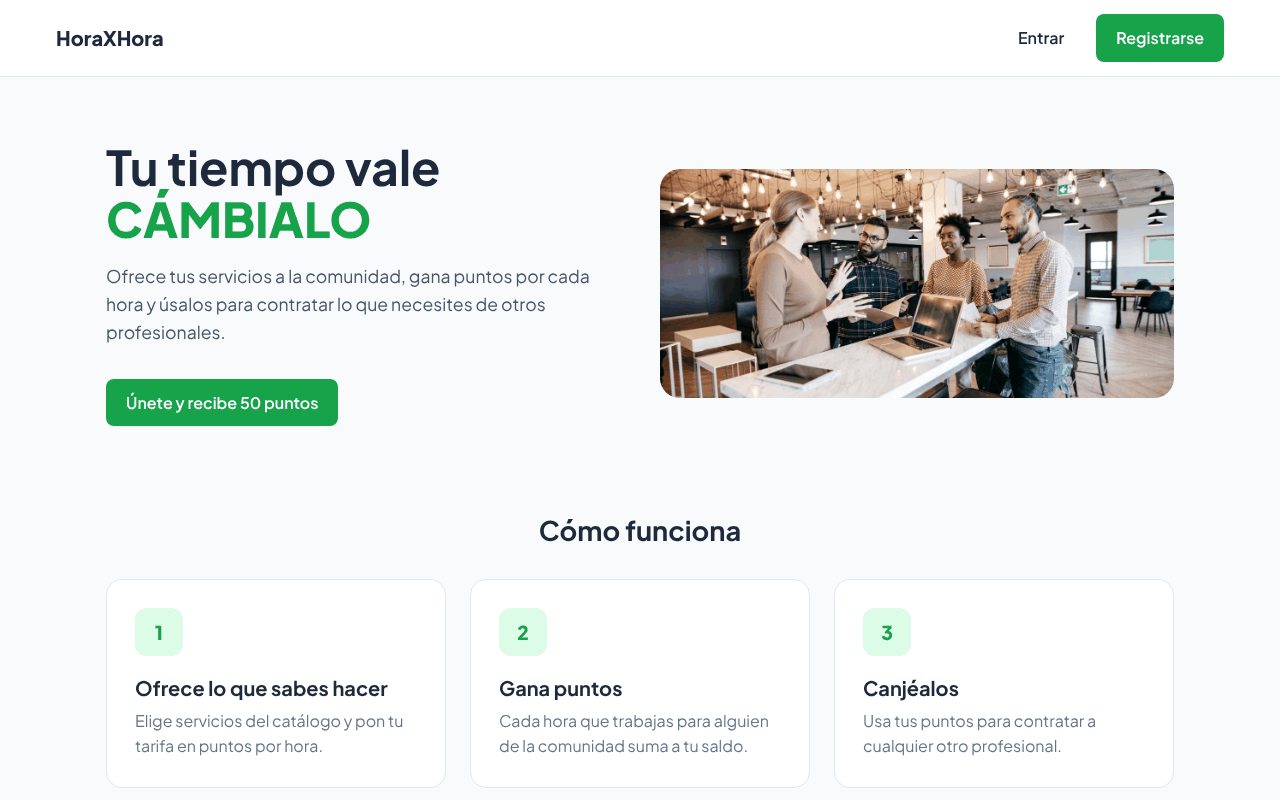 HoraXHora
Entrar
Registrarse
Tu tiempo vale
CÁMBIALO
Ofrece tus servicios a la comunidad, gana puntos por cada
hora y úsalos para contratar lo que necesites de otros
profesionales.
Únete y recibe 50 puntos
Cómo funciona
1
Ofrece lo que sabes hacer
Elige servicios del catálogo y pon tu
tarifa en puntos por hora.
2
Gana puntos
Cada hora que trabajas para alguien
de la comunidad suma a tu saldo.
3
Canjéalos
Usa tus puntos para contratar a
cualquier otro profesional.